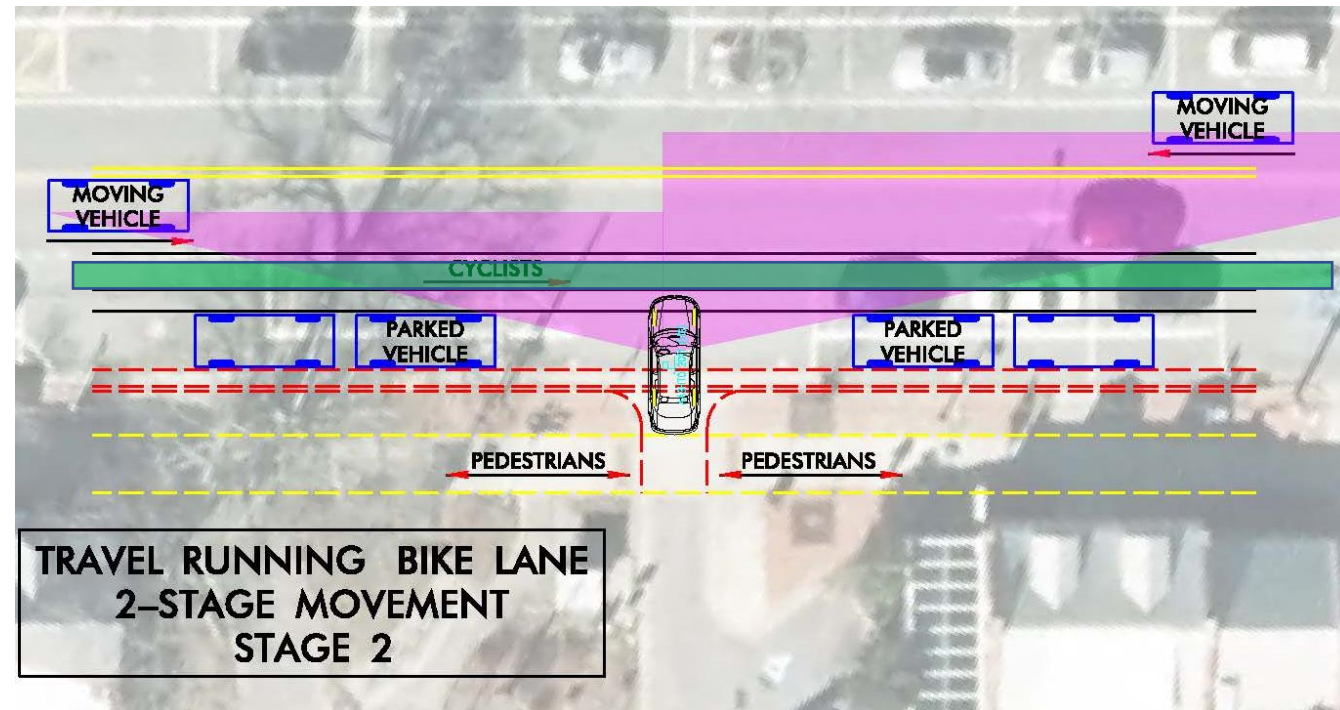 MOVING
VEHICLE
MOVING
VEHICLE
CYCLISTS
PARKED
VEHICLE
PARKED
VEHICLE
PEDESTRIANS
PEDESTRIANS
TRAVEL RUNNING BIKE LANE
2-STAGE MOVEMENT
STAGE 2